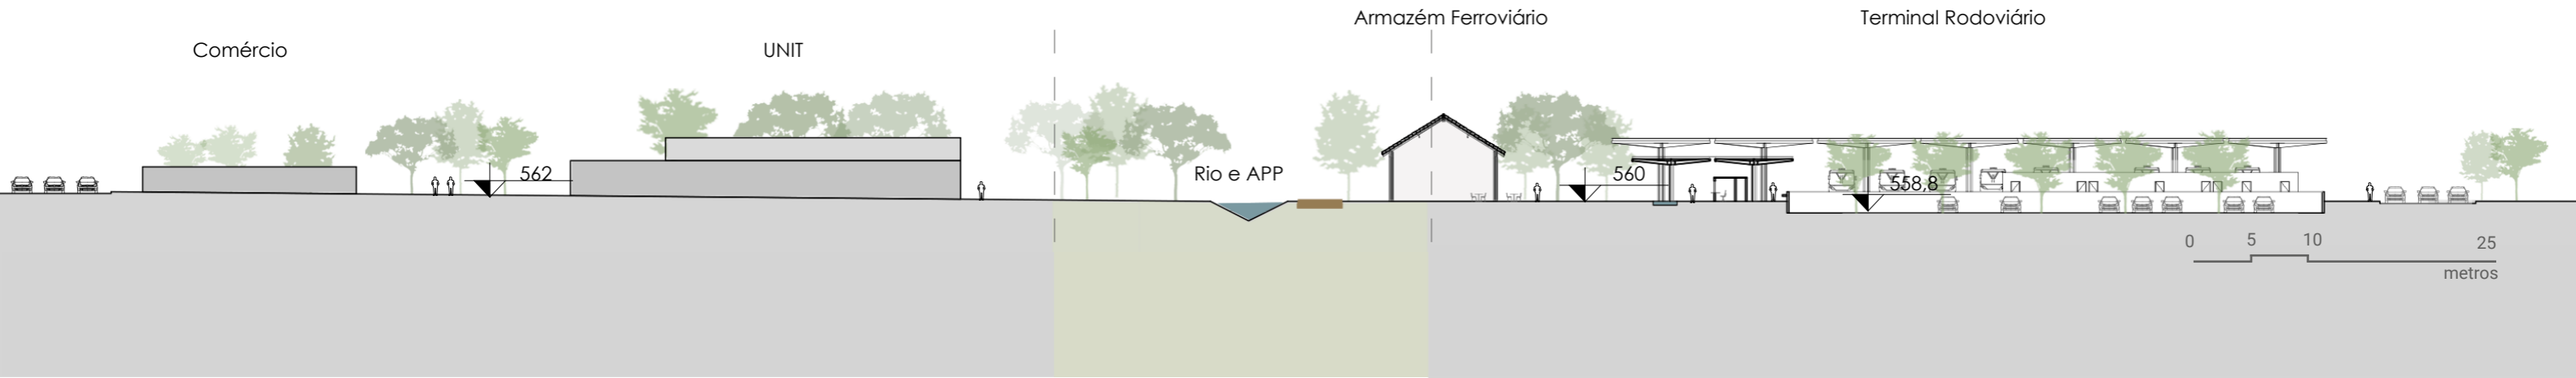 Armazém Ferroviário
Terminal Rodoviário
Comércio
UNIT
Rio e APP
562
560
558,8
0 5 10 25
metros